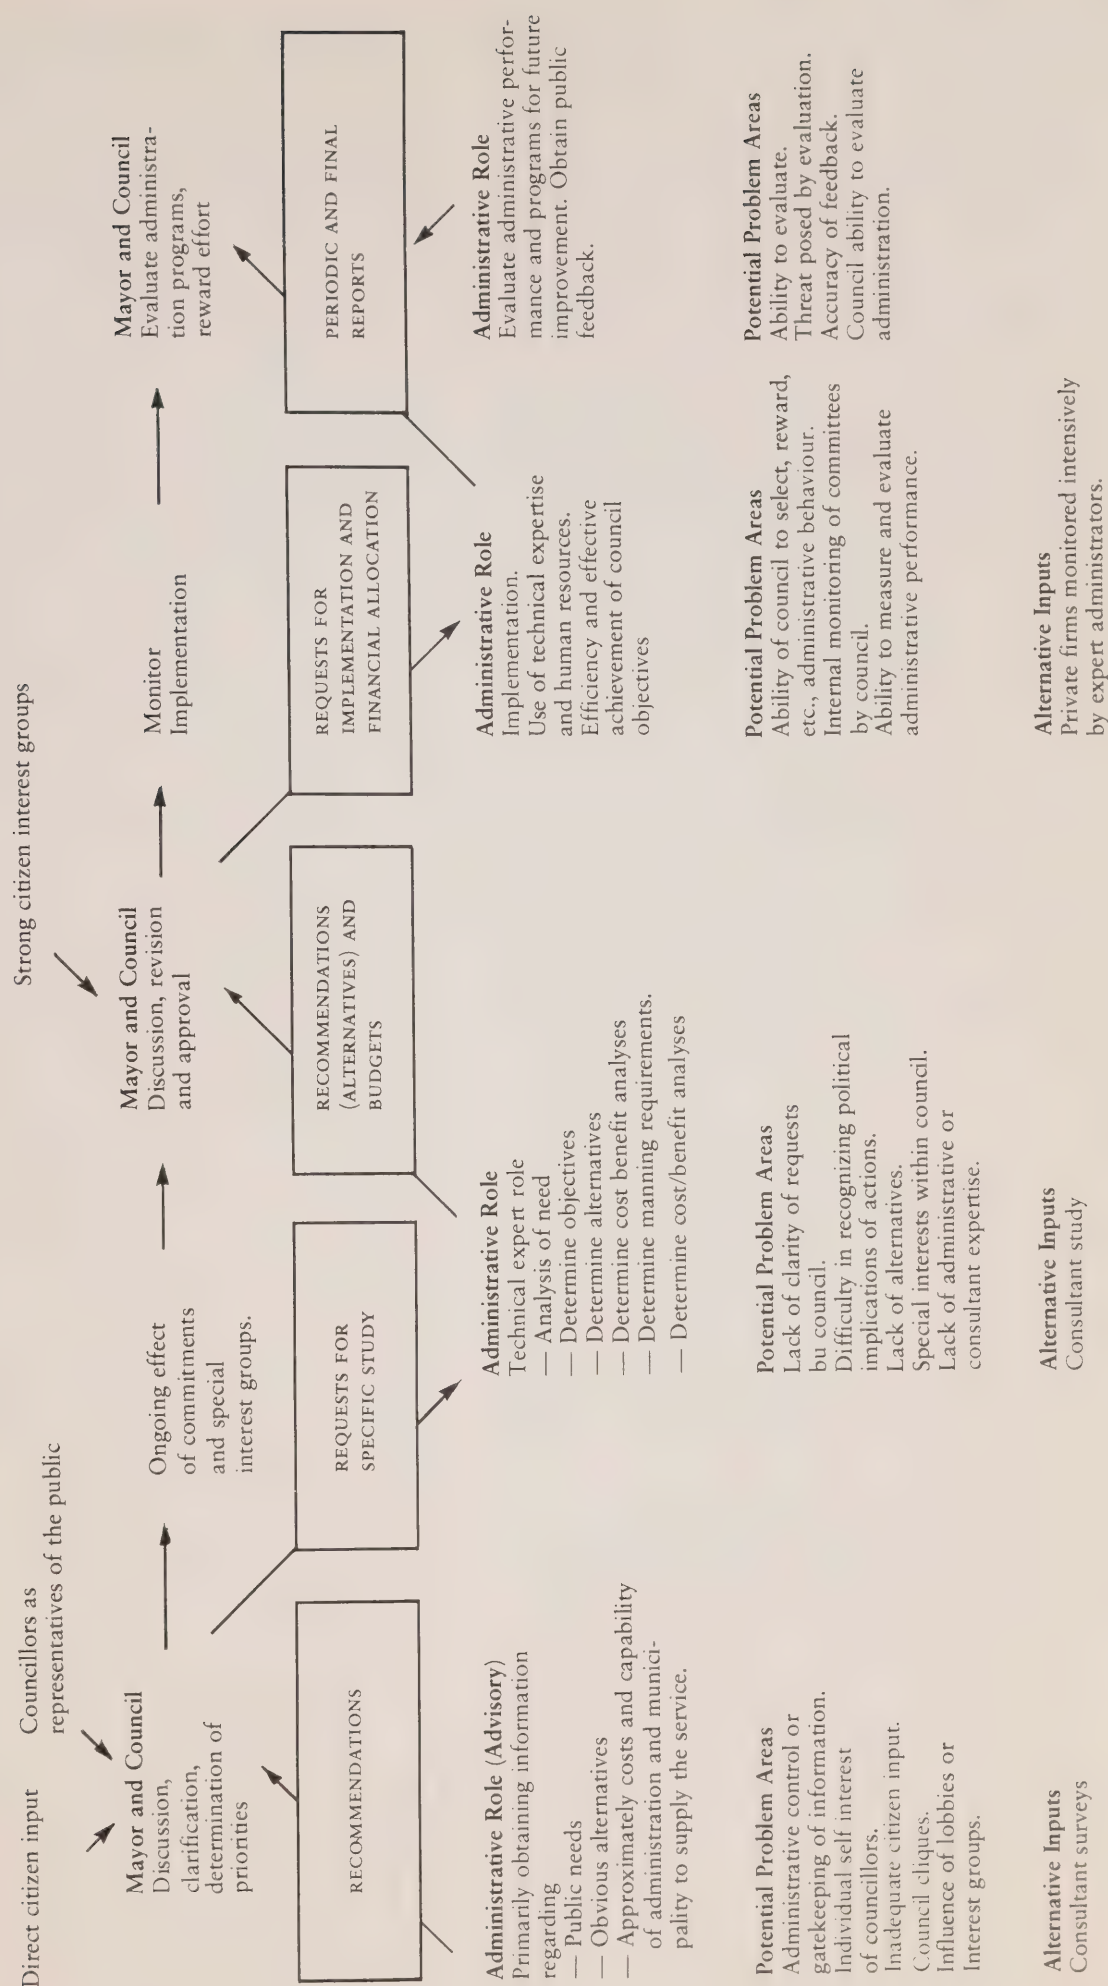 Direct citizen input
Councillors as
representatives of the public
Strong citizen interest groups
Mayor and Council
Discussion,
clarification,
determination of
priorities
Ongoing effect
of commitments
and special
interest groups.
Mayor and Council
Discussion, revision
and approval
Monitor
Implementation
Mayor and Council
Evaluate administra-
tion programs,
reward effort
RECOMMENDATIONS
REQUESTS FOR
SPECIFIC STUDY
RECOMMENDATIONS
(ALTERNATIVES) AND
BUDGETS
REQUESTS FOR
IMPLEMENTATION AND
FINANCIAL ALLOCATION
PERIODIC AND FINAL
REPORTS
Administrative Role (Advisory)
Primarily obtaining information
regarding
— Public needs
— Obvious alternatives
— Approximately costs and capability
of administration and munici-
pality to supply the service.
Administrative Role
Technical expert role
— Analysis of need
— Determine objectives
— Determine alternatives
— Determine cost benefit analyses
— Determine manning requirements.
— Determine cost/benefit analyses
Administrative Role
Implementation.
Use of technical expertise
and human resources.
Efficiency and effective
achievement of council
objectives
Administrative Role
Evaluate administrative perfor-
mance and programs for future
improvement. Obtain public
feedback.
Potential Problem Areas
Administrative control or
gatekeeping of information.
Individual self interest
of councillors.
Inadequate citizen input.
Council cliques.
Influence of lobbies or
Interest groups.
Potential Problem Areas
Lack of clarity of requests
bu council.
Difficulty in recognizing political
implications of actions.
Lack of alternatives.
Special interests within council.
Lack of administrative or
consultant expertise.
Potential Problem Areas
Ability of council to select, reward,
etc., administrative behaviour.
Internal monitoring of committees
by council.
Ability to measure and evaluate
administrative performance.
Potential Problem Areas
Ability to evaluate.
Threat posed by evaluation.
Accuracy of feedback.
Council ability to evaluate
administration.
Alternative Inputs
Consultant surveys
Alternative Inputs
Consultant study
Alternative Inputs
Private firms monitored intensively
by expert administrators.